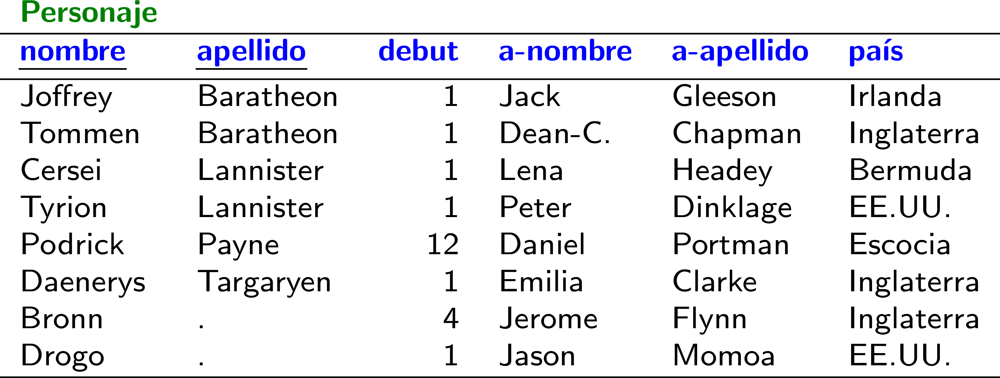 Personaje
nombre apellido debut a-nombre a-apellido país
Joffrey Baratheon 1 Jack Gleeson Irlanda
Tommen Baratheon 1 Dean-C. Chapman Inglaterra
Cersei Lannister 1 Lena Headey Bermuda
Tyrion Lannister 1 Peter Dinklage EE.UU.
Podrick Payne 12 Daniel Portman Escocia
Daenerys Targaryen 1 Emilia Clarke Inglaterra
Bronn . 4 Jerome Flynn Inglaterra
Drogo . 1 Jason Momoa EE.UU.